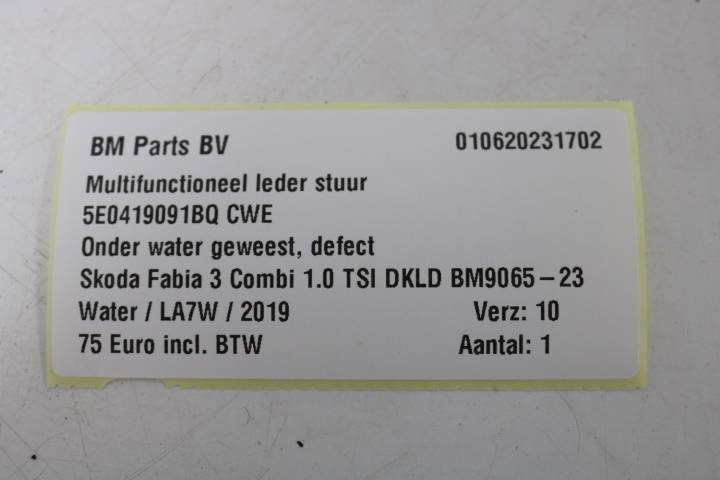 BM Parts BV 010620231702
Multifunctioneel leder stuur
5E0419091BQ CWE
Onder water geweest, defect
Skoda Fabia 3 Combi 1.0 TSI DKLD BM9065-23
Water / LA7W / 2019 Verz: 10
75 Euro incl. BTW Aantal: 1